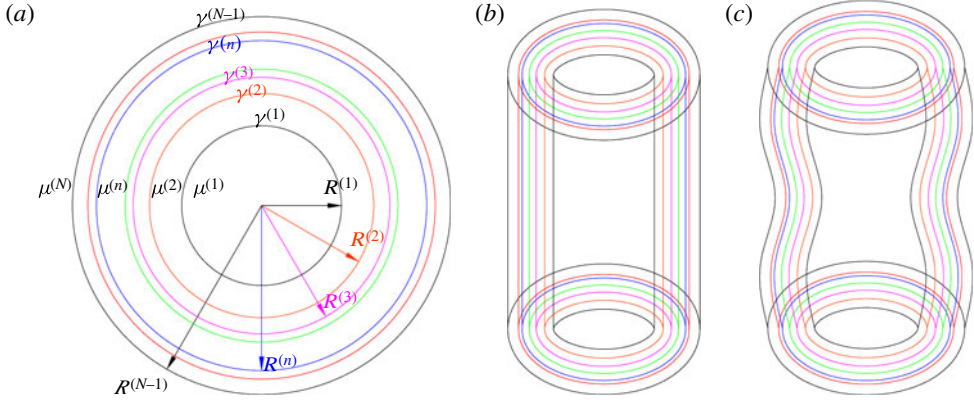 (a)
γ(N–1)
γ(n)
γ(3)
γ(2)
γ(1)
μ(N) μ(n) μ(2) μ(1) R(1)
R(2)
R(3)
R(n)
R(N–1)
(b)
(c)